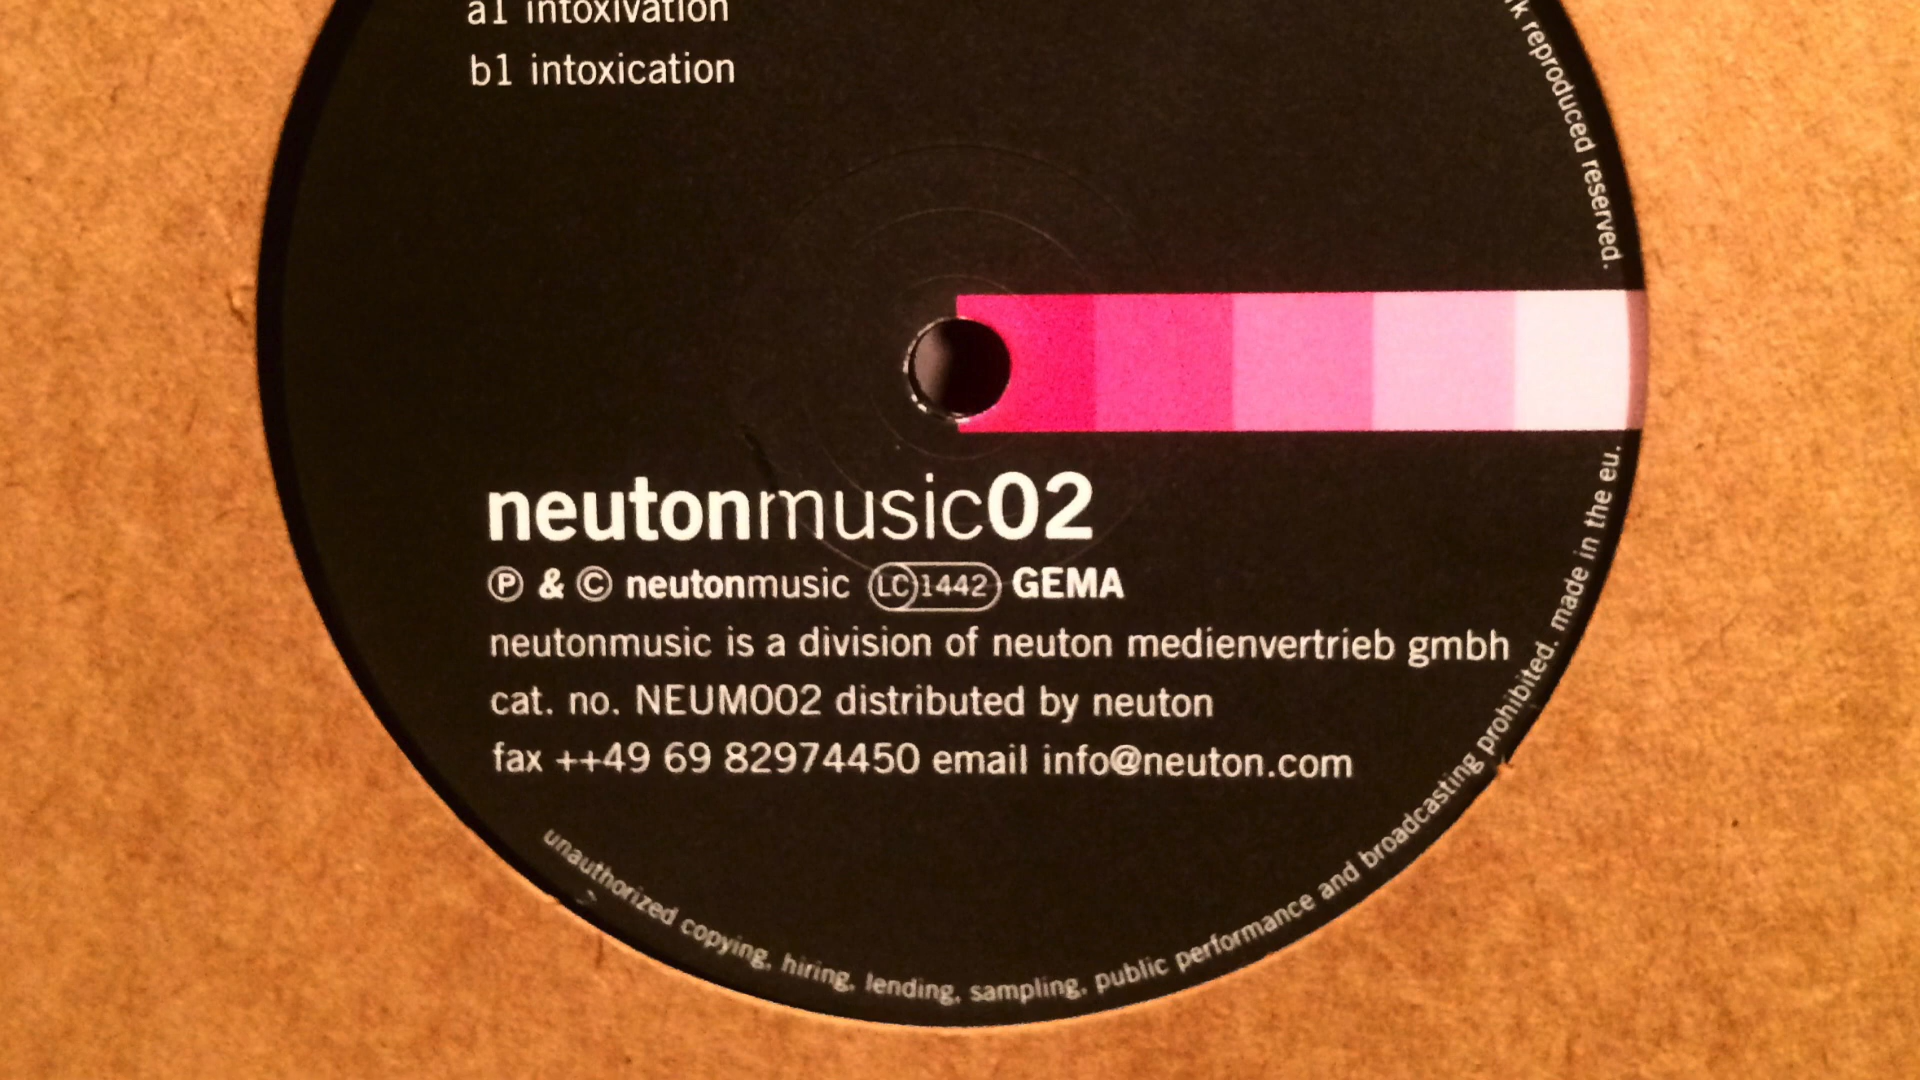 a1 intoxivation
b1 intoxication
reproduced reserved.
neutonmusic02
Ⓟ & © neutonmusic LC 1442 GEMA
neutonmusic is a division of neuton medienvertrieb gmbh
cat. no. NEUM002 distributed by neuton
fax ++49 69 82974450 email info@neuton.com
unauthorized copying, hiring, lending, sampling, public performance and broadcasting prohibited. made in the eu.